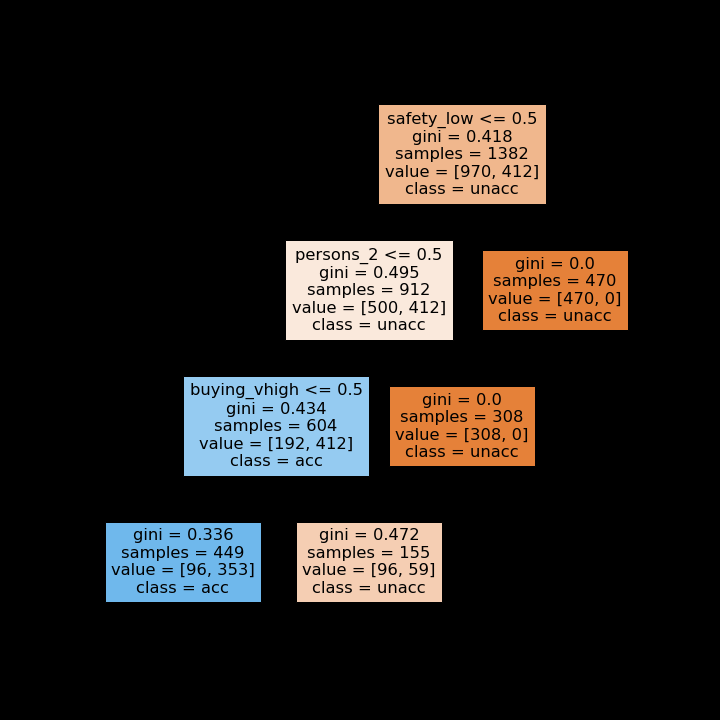 safety_low <= 0.5
gini = 0.418
samples = 1382
value = [970, 412]
class = unacc
persons_2 <= 0.5
gini = 0.495
samples = 912
value = [500, 412]
class = unacc
gini = 0.0
samples = 470
value = [470, 0]
class = unacc
buying_vhigh <= 0.5
gini = 0.434
samples = 604
value = [192, 412]
class = acc
gini = 0.0
samples = 308
value = [308, 0]
class = unacc
gini = 0.336
samples = 449
value = [96, 353]
class = acc
gini = 0.472
samples = 155
value = [96, 59]
class = unacc